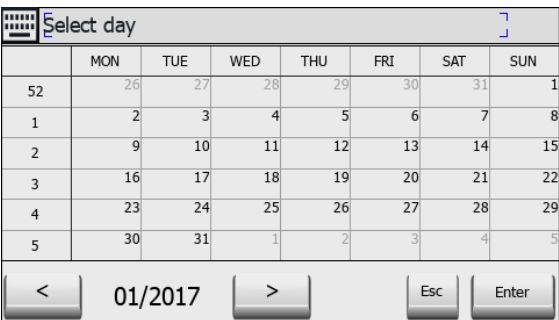 Select day
MON TUE WED THU FRI SAT SUN
52 26 27 28 29 30 31 1
1 2 3 4 5 6 7 8
2 9 10 11 12 13 14 15
3 16 17 18 19 20 21 22
4 23 24 25 26 27 28 29
5 30 31 1 2 3 4 5
< 01/2017 > Esc Enter